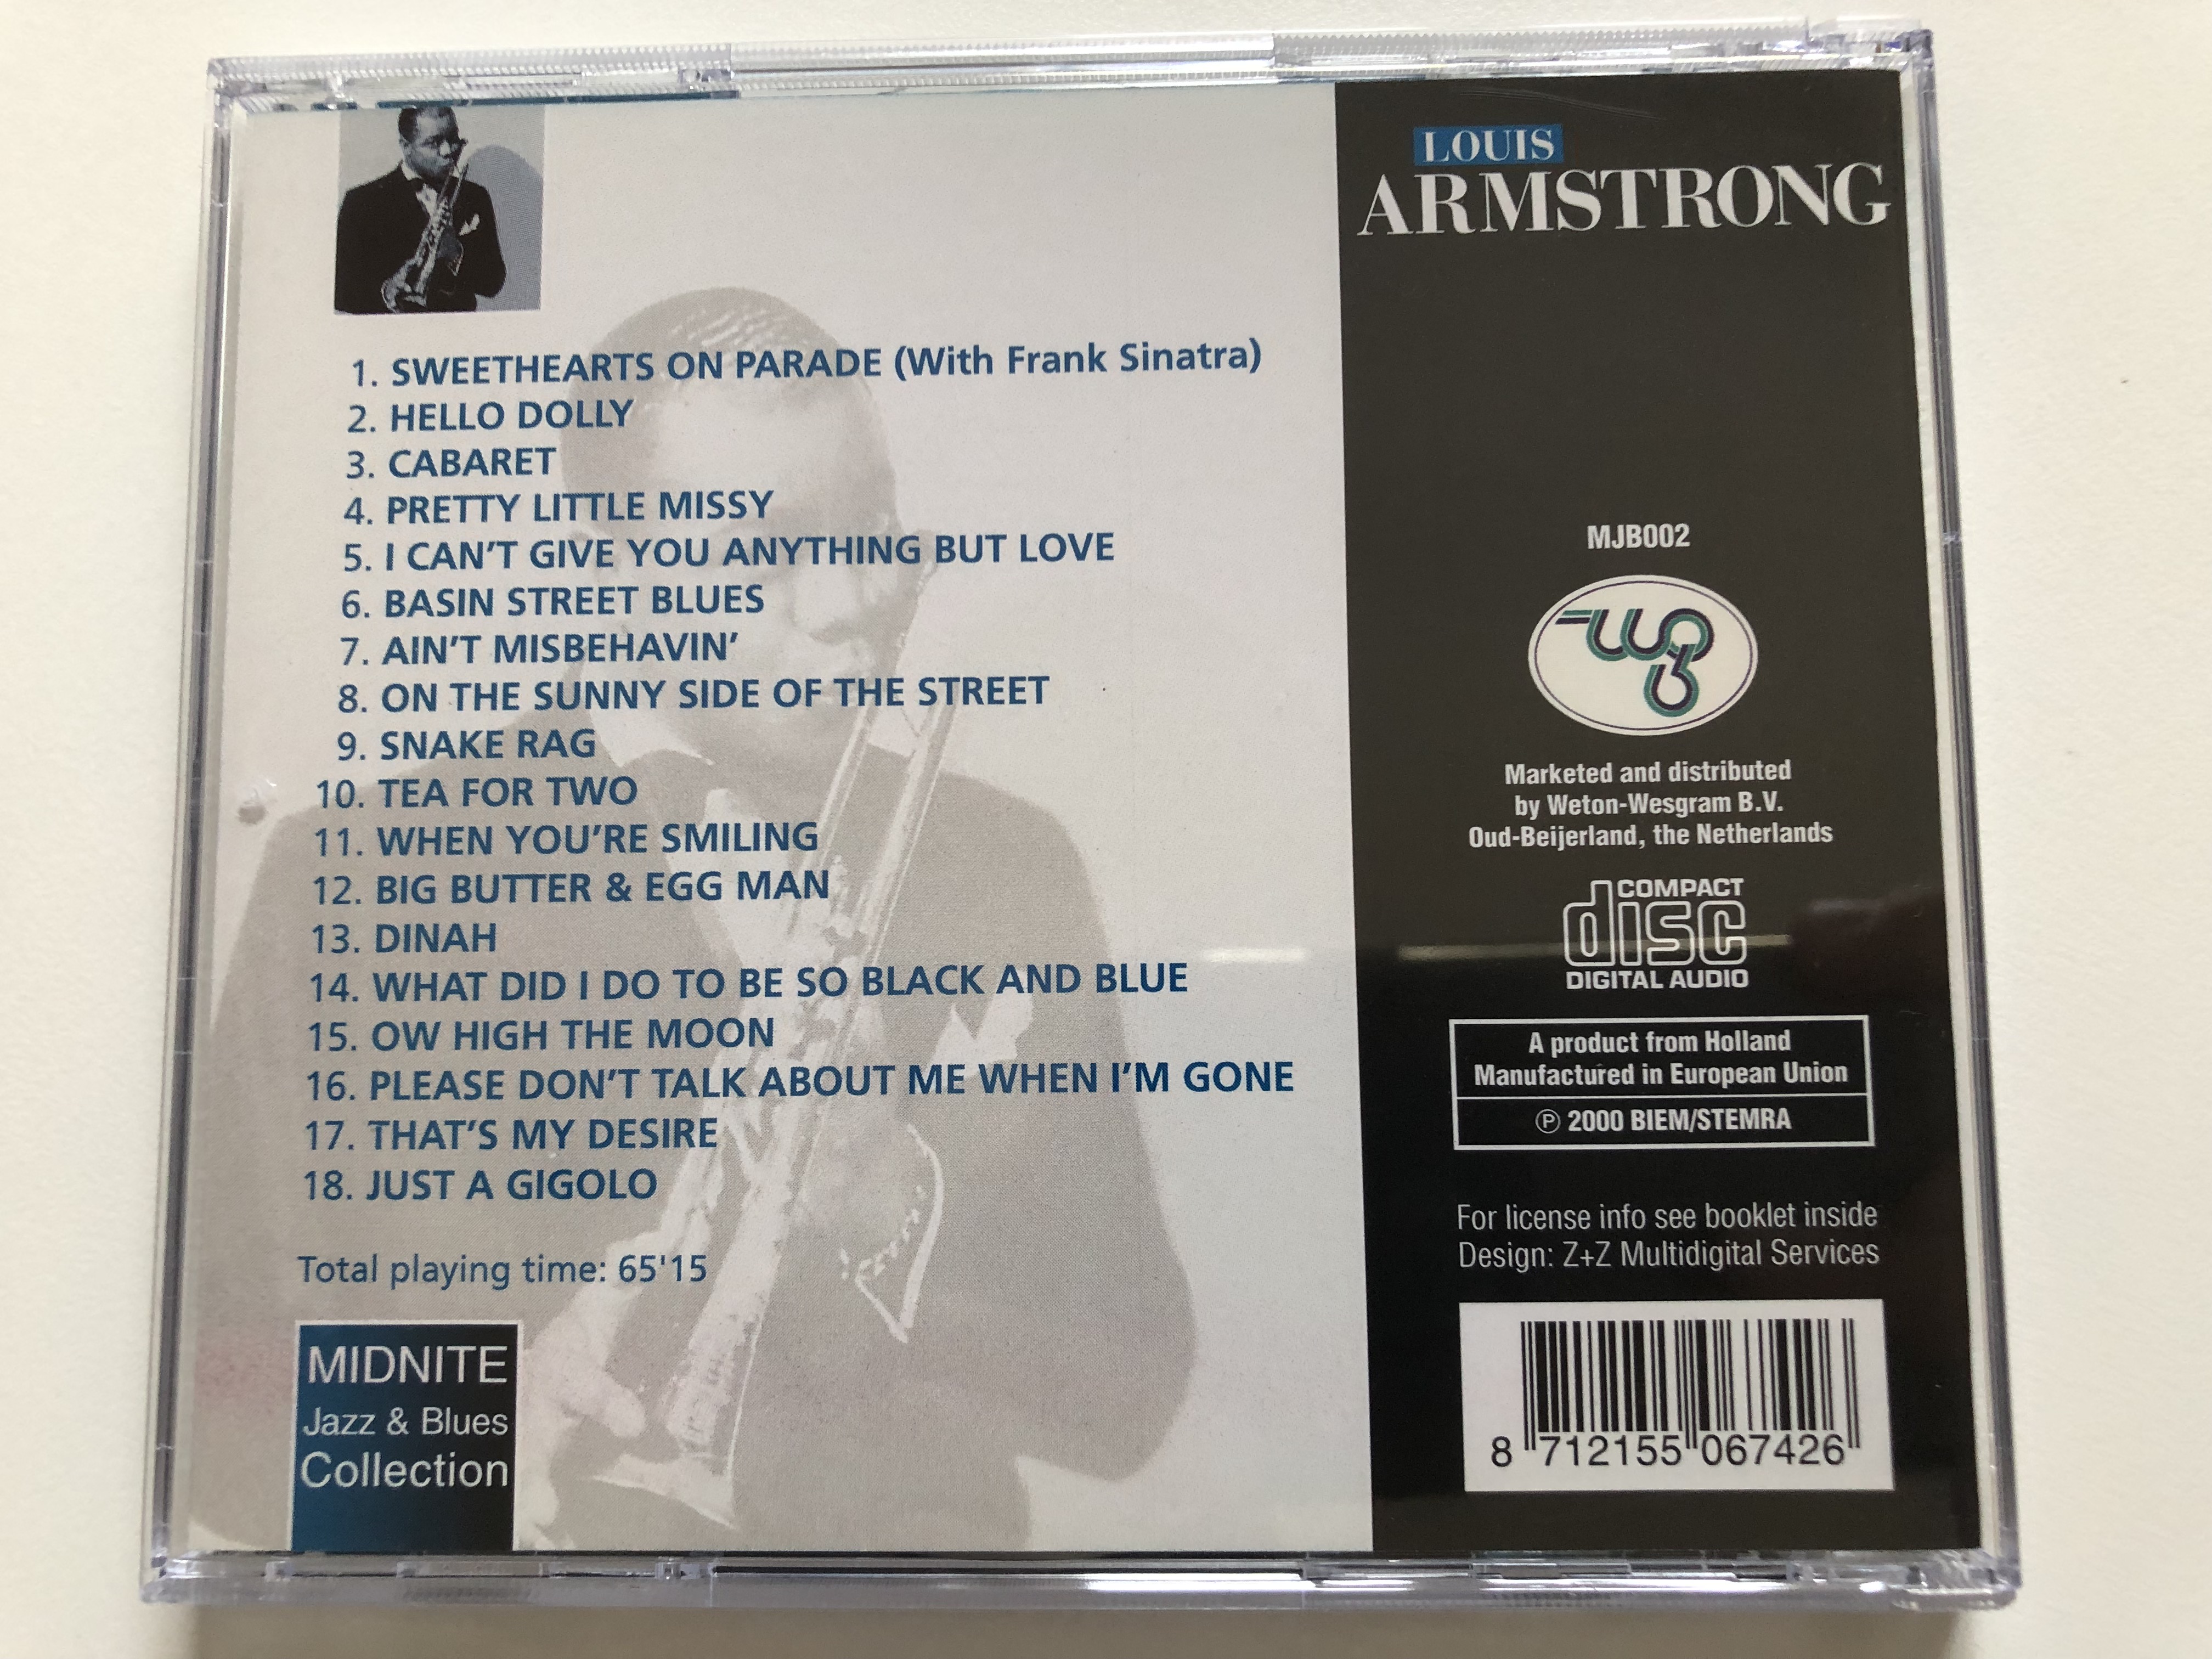 1. SWEETHEARTS ON PARADE (With Frank Sinatra)
2. HELLO DOLLY
3. CABARET
4. PRETTY LITTLE MISSY
5. I CAN'T GIVE YOU ANYTHING BUT LOVE
6. BASIN STREET BLUES
7. AIN'T MISBEHAVIN'
8. ON THE SUNNY SIDE OF THE STREET
9. SNAKE RAG
10. TEA FOR TWO
11. WHEN YOU'RE SMILING
12. BIG BUTTER & EGG MAN
13. DINAH
14. WHAT DID I DO TO BE SO BLACK AND BLUE
15. OW HIGH THE MOON
16. PLEASE DON'T TALK ABOUT ME WHEN I'M GONE
17. THAT'S MY DESIRE
18. JUST A GIGOLO
Total playing time: 65'15
MIDNITE
Jazz & Blues
Collection
LOUIS
ARMSTRONG
MJB002
Marketed and distributed
by Weton-Wesgram B.V.
Oud-Beijerland, the Netherlands
COMPACT
disc
DIGITAL AUDIO
A product from Holland
Manufactured in European Union
℗ 2000 BIEM/STEMRA
For license info see booklet inside
Design: Z+Z Multidigital Services
8 712155 067426